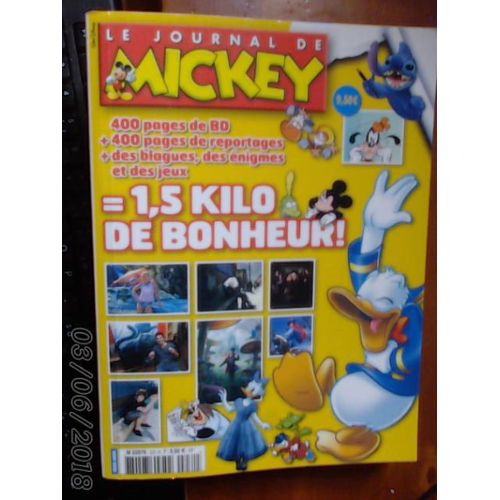 LE JOURNAL DE
MICKEY
9,50€
400 pages de BD
+ 400 pages de reportages
+ des blagues, des énigmes
et des jeux
= 1,5 KILO
DE BONHEUR!
03/06/2018